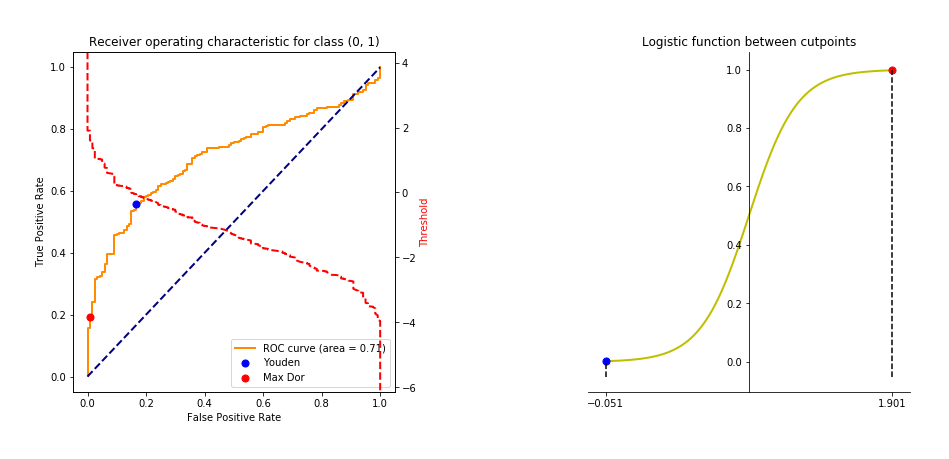 Receiver operating characteristic for class (0, 1)
1.0
0.8
0.6
0.4
0.2
0.0
True Positive Rate
4
2
0
−2
−4
−6
Threshold
ROC curve (area = 0.71)
Youden
Max Dor
0.0 0.2 0.4 0.6 0.8 1.0
False Positive Rate
Logistic function between cutpoints
1.0
0.8
0.6
0.4
0.2
0.0
−0.051 1.901